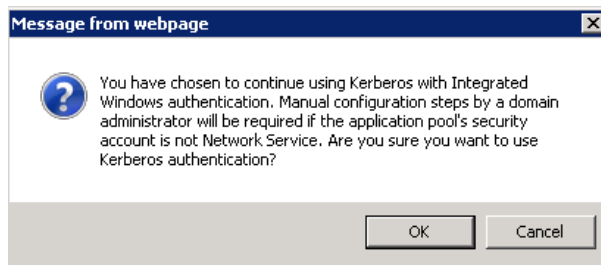 Message from webpage
You have chosen to continue using Kerberos with Integrated
Windows authentication. Manual configuration steps by a domain
administrator will be required if the application pool's security
account is not Network Service. Are you sure you want to use
Kerberos authentication?
OK Cancel